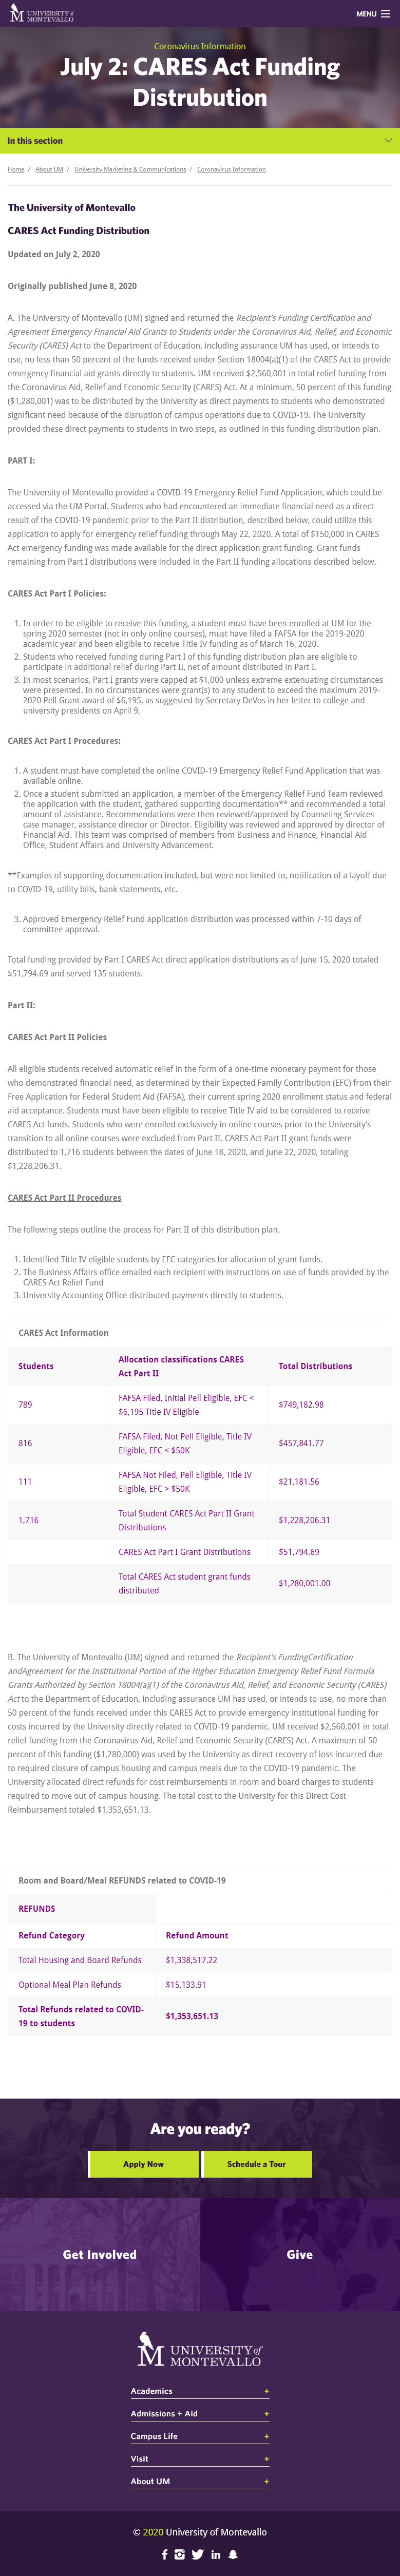 UNIVERSITY of
MONTEVALLO
MENU
Coronavirus Information
July 2: CARES Act Funding
Distrubution
In this section
Home / About UM / University Marketing & Communications / Coronavirus Information
The University of Montevallo
CARES Act Funding Distribution
Updated on July 2, 2020
Originally published June 8, 2020
A. The University of Montevallo (UM) signed and returned the Recipient's Funding Certification and
Agreement Emergency Financial Aid Grants to Students under the Coronavirus Aid, Relief, and Economic
Security (CARES) Act to the Department of Education, including assurance UM has used, or intends to
use, no less than 50 percent of the funds received under Section 18004(a)(1) of the CARES Act to provide
emergency financial aid grants directly to students. UM received $2,560,001 in total relief funding from
the Coronavirus Aid, Relief and Economic Security (CARES) Act. At a minimum, 50 percent of this funding
($1,280,001) was to be distributed by the University as direct payments to students who demonstrated
significant need because of the disruption of campus operations due to COVID-19. The University
provided these direct payments to students in two steps, as outlined in this funding distribution plan.
PART I:
The University of Montevallo provided a COVID-19 Emergency Relief Fund Application, which could be
accessed via the UM Portal. Students who had encountered an immediate financial need as a direct
result of the COVID-19 pandemic prior to the Part II distribution, described below, could utilize this
application to apply for emergency relief funding through May 22, 2020. A total of $150,000 in CARES
Act emergency funding was made available for the direct application grant funding. Grant funds
remaining from Part I distributions were included in the Part II funding allocations described below.
CARES Act Part I Policies:
1. In order to be eligible to receive this funding, a student must have been enrolled at UM for the
spring 2020 semester (not in only online courses), must have filed a FAFSA for the 2019-2020
academic year and been eligible to receive Title IV funding as of March 16, 2020.
2. Students who received funding during Part I of this funding distribution plan are eligible to
participate in additional relief during Part II, net of amount distributed in Part I.
3. In most scenarios, Part I grants were capped at $1,000 unless extreme extenuating circumstances
were presented. In no circumstances were grant(s) to any student to exceed the maximum 2019-
2020 Pell Grant award of $6,195, as suggested by Secretary DeVos in her letter to college and
university presidents on April 9,
CARES Act Part I Procedures:
1. A student must have completed the online COVID-19 Emergency Relief Fund Application that was
available online.
2. Once a student submitted an application, a member of the Emergency Relief Fund Team reviewed
the application with the student, gathered supporting documentation** and recommended a total
amount of assistance. Recommendations were then reviewed/approved by Counseling Services
case manager, assistance director or Director. Eligibility was reviewed and approved by director of
Financial Aid. This team was comprised of members from Business and Finance, Financial Aid
Office, Student Affairs and University Advancement.
**Examples of supporting documentation included, but were not limited to, notification of a layoff due
to COVID-19, utility bills, bank statements, etc.
3. Approved Emergency Relief Fund application distribution was processed within 7-10 days of
committee approval.
Total funding provided by Part I CARES Act direct application distributions as of June 15, 2020 totaled
$51,794.69 and served 135 students.
Part II:
CARES Act Part II Policies
All eligible students received automatic relief in the form of a one-time monetary payment for those
who demonstrated financial need, as determined by their Expected Family Contribution (EFC) from their
Free Application for Federal Student Aid (FAFSA), their current spring 2020 enrollment status and federal
aid acceptance. Students must have been eligible to receive Title IV aid to be considered to receive
CARES Act funds. Students who were enrolled exclusively in online courses prior to the University's
transition to all online courses were excluded from Part II. CARES Act Part II grant funds were
distributed to 1,716 students between the dates of June 18, 2020, and June 22, 2020, totaling
$1,228,206.31.
CARES Act Part II Procedures
The following steps outline the process for Part II of this distribution plan.
1. Identified Title IV eligible students by EFC categories for allocation of grant funds.
2. The Business Affairs office emailed each recipient with instructions on use of funds provided by the
CARES Act Relief Fund
3. University Accounting Office distributed payments directly to students.
CARES Act Information
Students
Allocation classifications CARES
Act Part II
Total Distributions
789
FAFSA Filed, Initial Pell Eligible, EFC <
$6,195 Title IV Eligible
$749,182.98
816
FAFSA Filed, Not Pell Eligible, Title IV
Eligible, EFC < $50K
$457,841.77
111
FAFSA Not Filed, Pell Eligible, Title IV
Eligible, EFC > $50K
$21,181.56
1,716
Total Student CARES Act Part II Grant
Distributions
$1,228,206.31
CARES Act Part I Grant Distributions
$51,794.69
Total CARES Act student grant funds
distributed
$1,280,001.00
B. The University of Montevallo (UM) signed and returned the Recipient's FundingCertification
andAgreement for the Institutional Portion of the Higher Education Emergency Relief Fund Formula
Grants Authorized by Section 18004(a)(1) of the Coronavirus Aid, Relief, and Economic Security (CARES)
Act to the Department of Education, including assurance UM has used, or intends to use, no more than
50 percent of the funds received under this CARES Act to provide emergency institutional funding for
costs incurred by the University directly related to COVID-19 pandemic. UM received $2,560,001 in total
relief funding from the Coronavirus Aid, Relief and Economic Security (CARES) Act. A maximum of 50
percent of this funding ($1,280,000) was used by the University as direct recovery of loss incurred due
to required closure of campus housing and campus meals due to the COVID-19 pandemic. The
University allocated direct refunds for cost reimbursements in room and board charges to students
required to move out of campus housing. The total cost to the University for this Direct Cost
Reimbursement totaled $1,353,651.13.
Room and Board/Meal REFUNDS related to COVID-19
REFUNDS
Refund Category
Refund Amount
Total Housing and Board Refunds
$1,338,517.22
Optional Meal Plan Refunds
$15,133.91
Total Refunds related to COVID-
19 to students
$1,353,651.13
Are you ready?
Apply Now
Schedule a Tour
Get Involved
Give
UNIVERSITY of
MONTEVALLO
Academics +
Admissions + Aid +
Campus Life +
Visit +
About UM +
© 2020 University of Montevallo